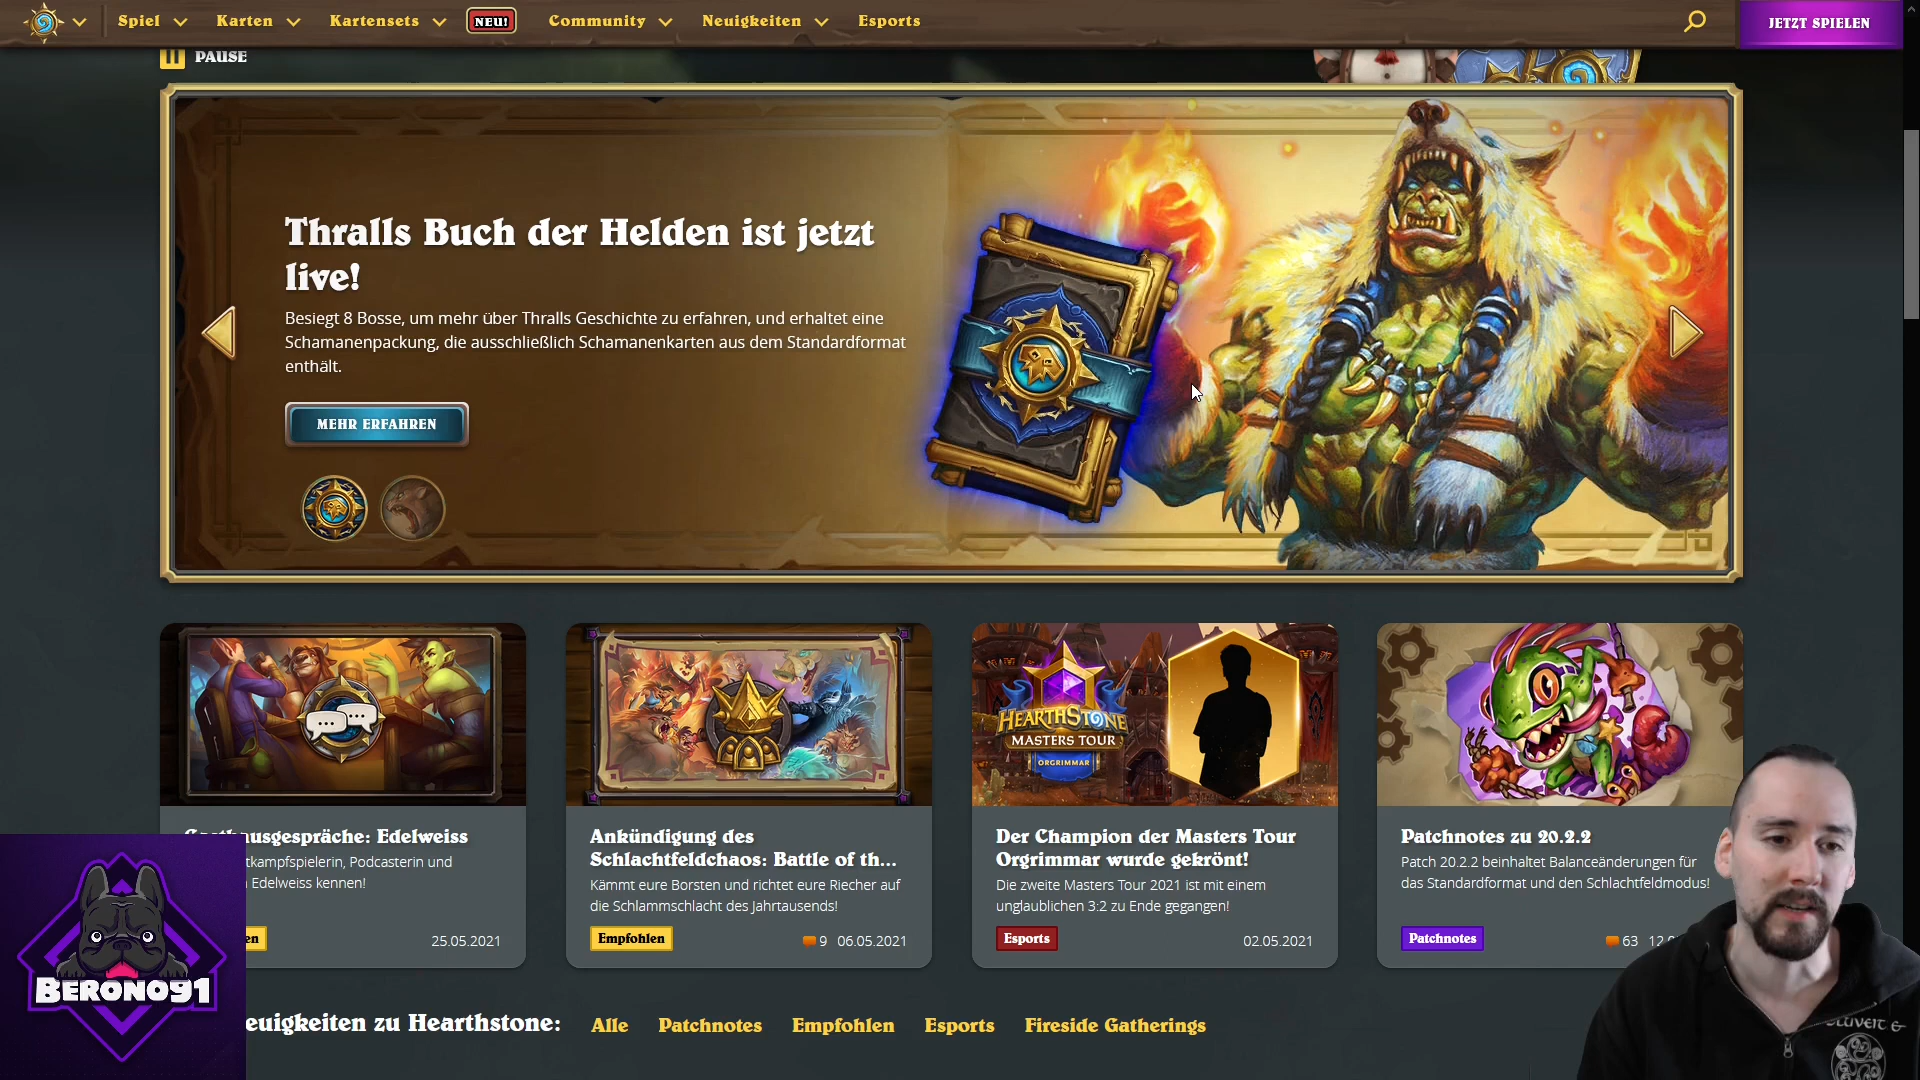 Spiel
Karten
Kartensets
NEU!
Community
Neuigkeiten
Esports
JETZT SPIELEN
PAUSE
Thralls Buch der Helden ist jetzt
live!
Besiegt 8 Bosse, um mehr über Thralls Geschichte zu erfahren, und erhaltet eine
Schamanenpackung, die ausschließlich Schamanenkarten aus dem Standardformat
enthält.
MEHR ERFAHREN
HEARTHSTONE
MASTERS TOUR
ORGRIMMAR
Edelweiss
Podcasterin und
Edelweiss kennen!
25.05.2021
Ankündigung des
Schlachtfeldchaos: Battle of th...
Kämmt eure Borsten und richtet eure Riecher auf
die Schlammschlacht des Jahrtausends!
Empfohlen
9 06.05.2021
Der Champion der Masters Tour
Orgrimmar wurde gekrönt!
Die zweite Masters Tour 2021 ist mit einem
unglaublichen 3:2 zu Ende gegangen!
Esports
02.05.2021
Patchnotes zu 20.2.2
Patch 20.2.2 beinhaltet Balanceänderungen für
das Standardformat und den Schlachtfeldmodus!
Patchnotes
63
BERONO91
zu Hearthstone:
Alle
Patchnotes
Empfohlen
Esports
Fireside Gatherings